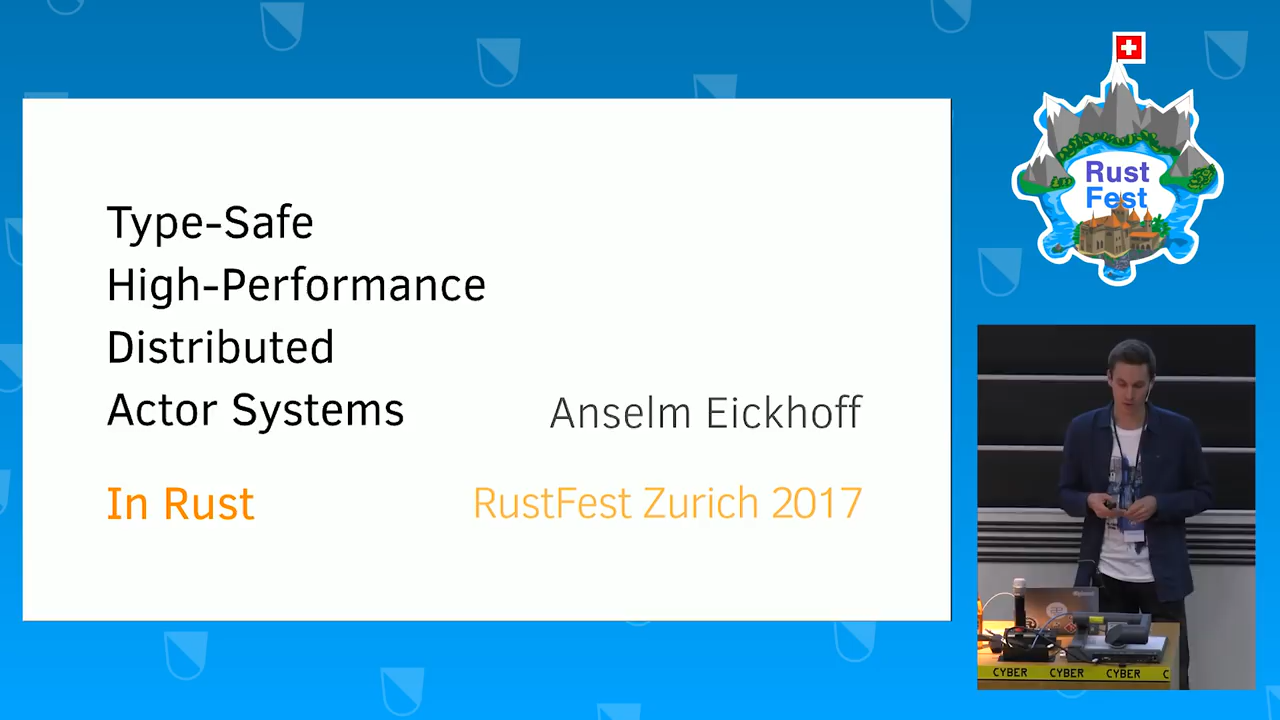 Type-Safe
High-Performance
Distributed
Actor Systems
Anselm Eickhoff
In Rust
RustFest Zurich 2017
Rust
Fest
CYBER CYBER CYBER C